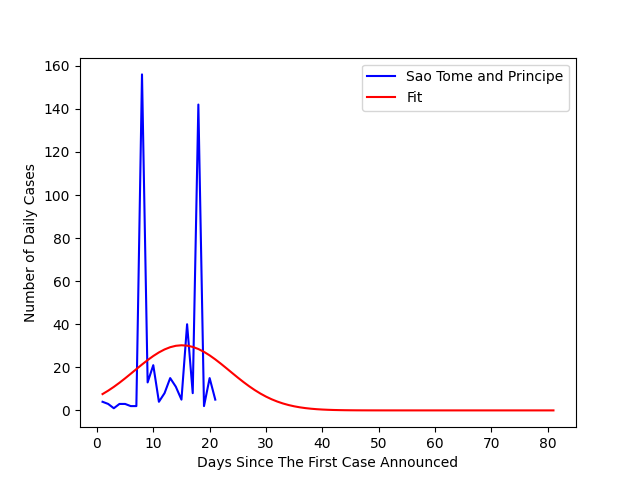 Sao Tome and Principe
Fit
160
140
120
100
80
60
40
20
0
Number of Daily Cases
0 10 20 30 40 50 60 70 80
Days Since The First Case Announced